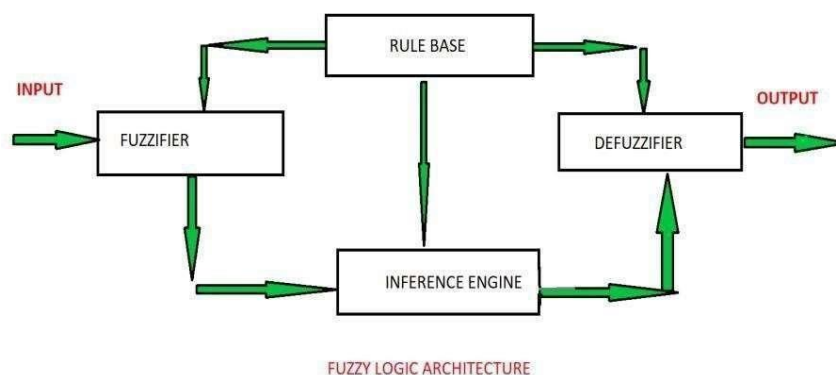 RULE BASE
INPUT
OUTPUT
FUZZIFIER
DEFUZZIFIER
INFERENCE ENGINE
FUZZY LOGIC ARCHITECTURE